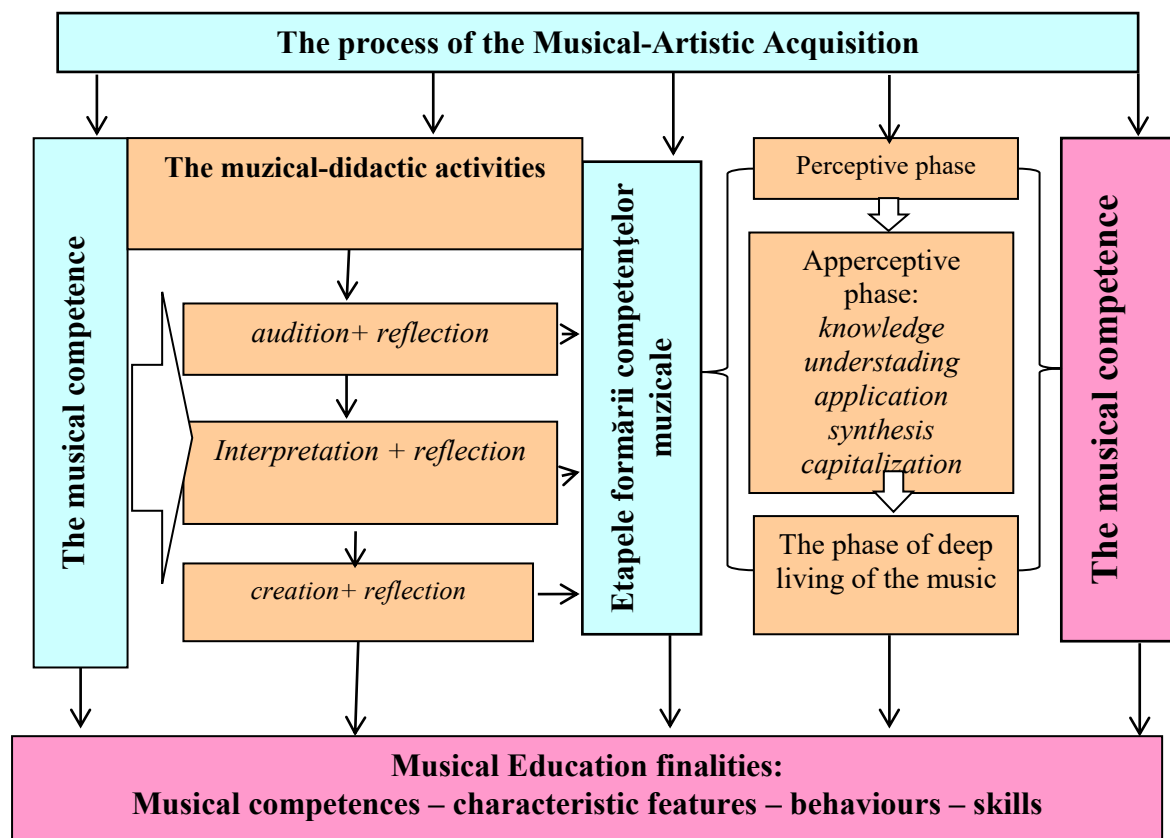 The process of the Musical-Artistic Acquisition
The musical competence
The muzical-didactic activities
audition+ reflection
Interpretation + reflection
creation+ reflection
Etapele formării competenţelor
muzicale
Perceptive phase
Apperceptive
phase:
knowledge
understading
application
synthesis
capitalization
The phase of deep
living of the music
The musical competence
Musical Education finalities:
Musical competences – characteristic features – behaviours – skills